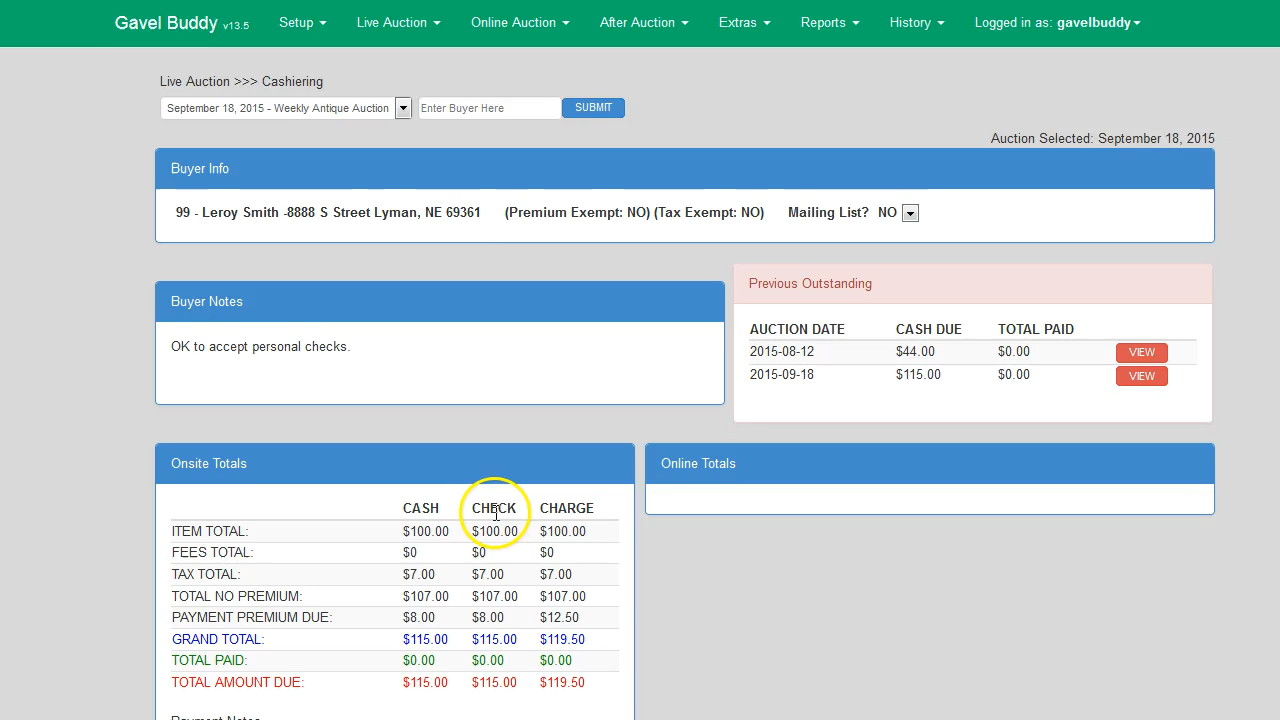 Gavel Buddy v13.5 Setup Live Auction Online Auction After Auction Extras Reports History Logged in as: gavelbuddy
Live Auction >>> Cashiering
September 18, 2015 - Weekly Antique Auction Enter Buyer Here SUBMIT
Auction Selected: September 18, 2015
Buyer Info
99 - Leroy Smith -8888 S Street Lyman, NE 69361 (Premium Exempt: NO) (Tax Exempt: NO) Mailing List? NO
Buyer Notes
OK to accept personal checks.
Previous Outstanding
AUCTION DATE CASH DUE TOTAL PAID
2015-08-12 $44.00 $0.00 VIEW
2015-09-18 $115.00 $0.00 VIEW
Onsite Totals
CASH CHECK CHARGE
ITEM TOTAL: $100.00 $100.00 $100.00
FEES TOTAL: $0 $0 $0
TAX TOTAL: $7.00 $7.00 $7.00
TOTAL NO PREMIUM: $107.00 $107.00 $107.00
PAYMENT PREMIUM DUE: $8.00 $8.00 $12.50
GRAND TOTAL: $115.00 $115.00 $119.50
TOTAL PAID: $0.00 $0.00 $0.00
TOTAL AMOUNT DUE: $115.00 $115.00 $119.50
Payment Notes
Online Totals